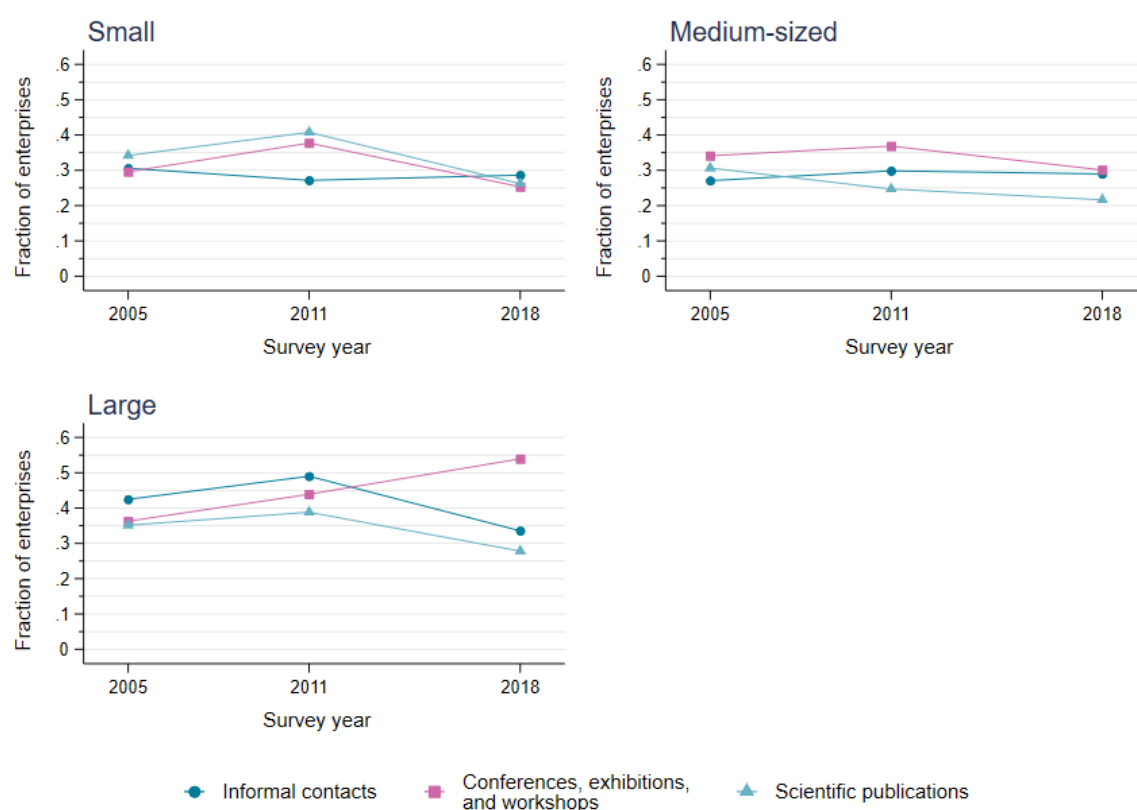 Small
Fraction of enterprises
.6
.5
.4
.3
.2
.1
0
2005 2011 2018
Survey year
Medium-sized
Fraction of enterprises
.6
.5
.4
.3
.2
.1
0
2005 2011 2018
Survey year
Large
Fraction of enterprises
.6
.5
.4
.3
.2
.1
0
2005 2011 2018
Survey year
Informal contacts
Conferences, exhibitions,
and workshops
Scientific publications